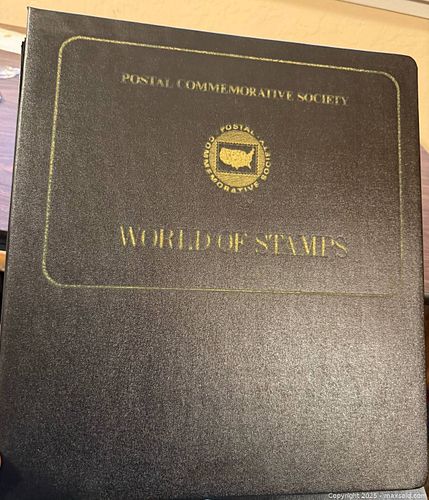 POSTAL COMMEMORATIVE SOCIETY
POSTAL COMMEMORATIVE SOCIETY
WORLD OF STAMPS
Copyright 2025 - maxsold.com